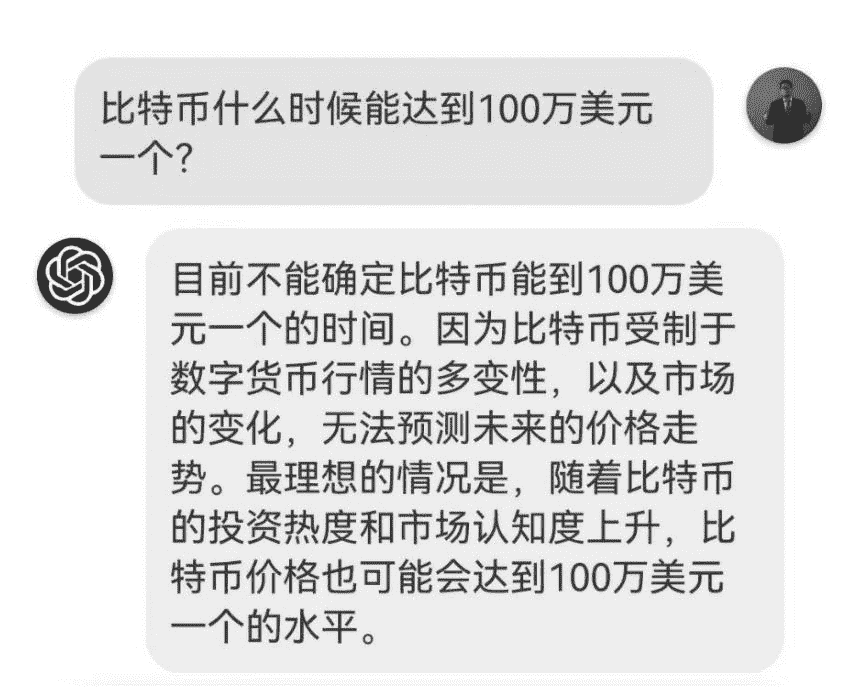 比特币什么时候能达到100万美元
一个?
目前不能确定比特币能到100万美
元一个的时间。因为比特币受制于
数字货币行情的多变性，以及市场
的变化，无法预测未来的价格走
势。最理想的情况是，随着比特币
的投资热度和市场认知度上升，比
特币价格也可能会达到100万美元
一个的水平。